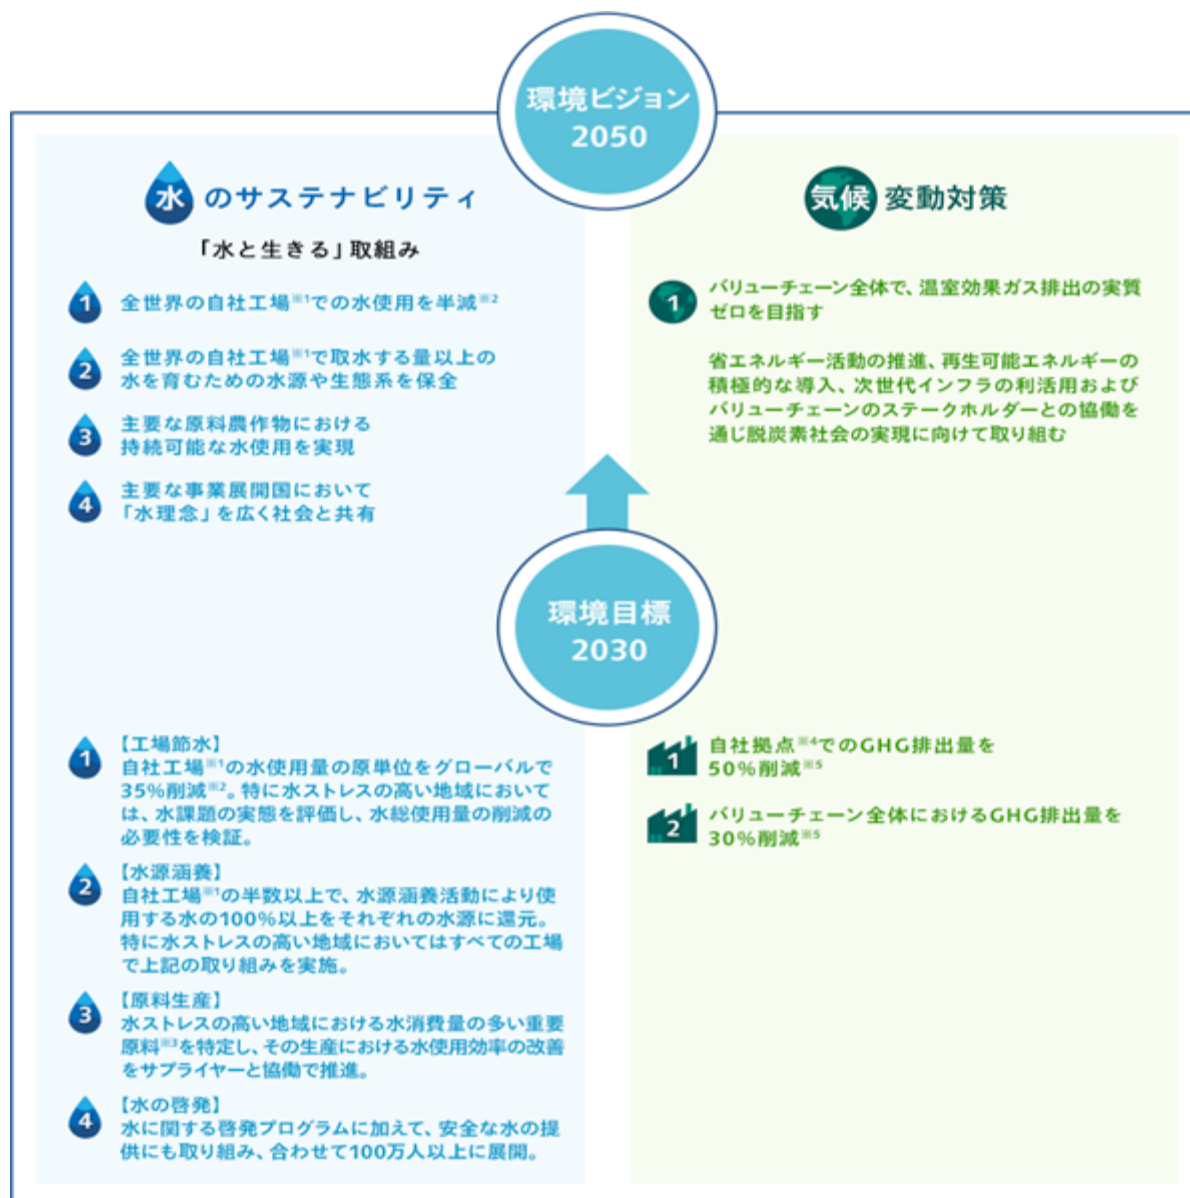 環境ビジョン
2050
水のサステナビリティ
「水と生きる」取組み
1 全世界の自社工場※1での水使用を半減※2
2 全世界の自社工場※1で取水する量以上の
水を育むための水源や生態系を保全
3 主要な原料農作物における
持続可能な水使用を実現
4 主要な事業展開国において
「水理念」を広く社会と共有
気候変動対策
1 バリューチェーン全体で、温室効果ガス排出の実質
ゼロを目指す
省エネルギー活動の推進、再生可能エネルギーの
積極的な導入、次世代インフラの利活用および
バリューチェーンのステークホルダーとの協働を
通じ脱炭素社会の実現に向けて取り組む
環境目標
2030
1 【工場節水】
自社工場※1の水使用量の原単位をグローバルで
35%削減※2。特に水ストレスの高い地域において
は、水課題の実態を評価し、水総使用量の削減の
必要性を検証。
2 【水源涵養】
自社工場※1の半数以上で、水源涵養活動により使
用する水の100%以上をそれぞれの水源に還元。
特に水ストレスの高い地域においてはすべての工場
で上記の取り組みを実施。
3 【原料生産】
水ストレスの高い地域における水消費量の多い重要
原料※3を特定し、その生産における水使用効率の改善
をサプライヤーと協働で推進。
4 【水の啓発】
水に関する啓発プログラムに加えて、安全な水の提
供にも取り組み、合わせて100万人以上に展開。
1 自社拠点※4でのGHG排出量を
50%削減※5
2 バリューチェーン全体におけるGHG排出量を
30%削減※5